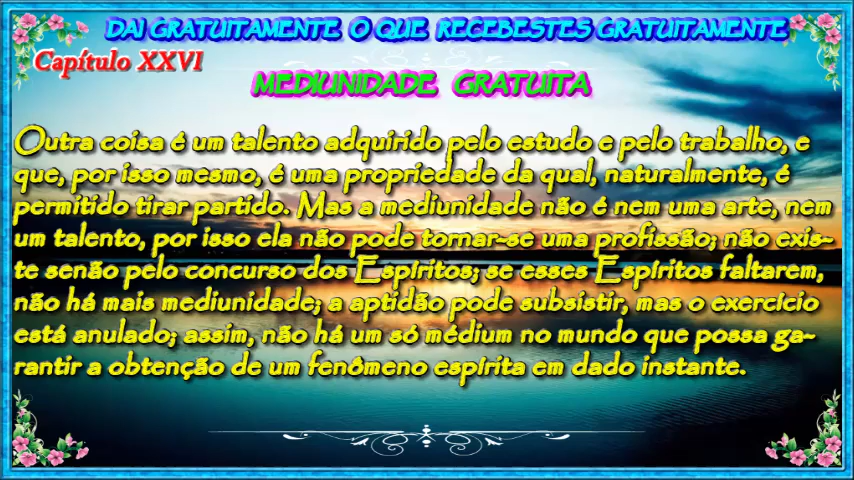 DAI GRATUITAMENTE O QUE RECEBESTES GRATUITAMENTE
Capítulo XXVI
MEDIUNIDADE GRATUITA
Outra coisa é um talento adquirido pelo estudo e pelo trabalho, e
que, por isso mesmo, é uma propriedade da qual, naturalmente, é
permitido tirar partido. Mas a mediunidade não é nem uma arte, nem
um talento, por isso ela não pode tornar-se uma profissão; não exis-
te senão pelo concurso dos Espíritos; se esses Espíritos faltarem,
não há mais mediunidade; a aptidão pode subsistir, mas o exercício
está anulado; assim, não há um só médium no mundo que possa ga-
rantir a obtenção de um fenômeno espírita em dado instante.